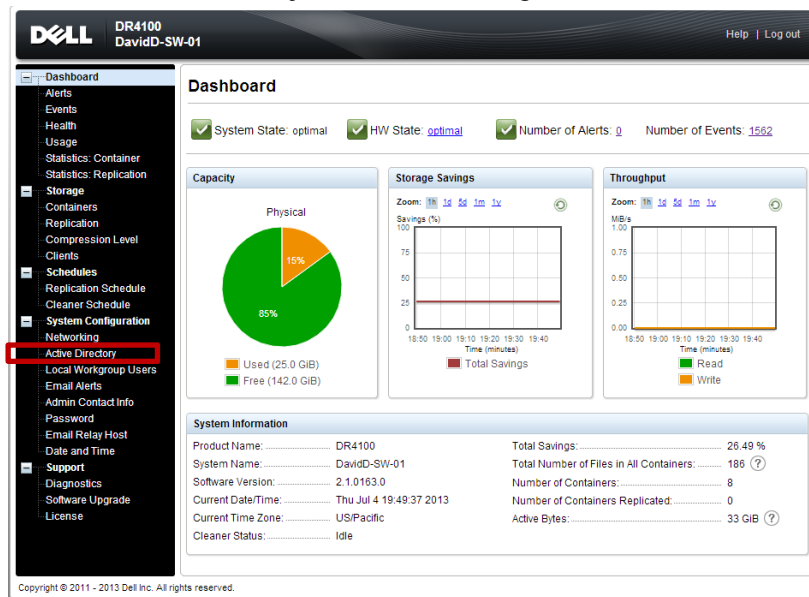 DELL
DR4100
DavidD-SW-01
Help | Log out
Dashboard
Alerts
Events
Health
Usage
Statistics: Container
Statistics: Replication
Storage
Containers
Replication
Compression Level
Clients
Schedules
Replication Schedule
Cleaner Schedule
System Configuration
Networking
Active Directory
Local Workgroup Users
Email Alerts
Admin Contact Info
Password
Email Relay Host
Date and Time
Support
Diagnostics
Software Upgrade
License
Dashboard
System State: optimal HW State: optimal Number of Alerts: 0 Number of Events: 1562
Capacity
Physical
15%
85%
Used (25.0 GiB)
Free (142.0 GiB)
Storage Savings
Zoom: 1h 1d 5d 1m 1y
Savings (%)
100
75
50
25
0
18:50 19:00 19:10 19:20 19:30 19:40
Time (minutes)
Total Savings
Throughput
Zoom: 1h 1d 5d 1m 1y
MiB/s
1.00
0.75
0.50
0.25
0.00
18:50 19:00 19:10 19:20 19:30 19:40
Time (minutes)
Read
Write
System Information
Product Name: DR4100
System Name: DavidD-SW-01
Software Version: 2.1.0163.0
Current Date/Time: Thu Jul 4 19:49:37 2013
Current Time Zone: US/Pacific
Cleaner Status: Idle
Total Savings: 26.49 %
Total Number of Files in All Containers: 186 ?
Number of Containers: 8
Number of Containers Replicated: 0
Active Bytes: 33 GiB ?
Copyright © 2011 - 2013 Dell Inc. All rights reserved.